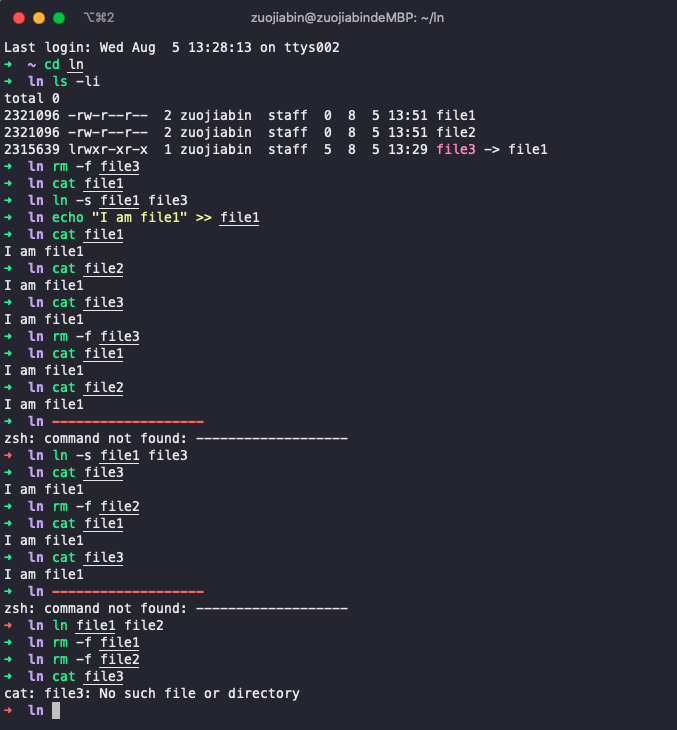 ⌥⌘2 zuojiabin@zuojiabindeMBP: ~/ln
Last login: Wed Aug  5 13:28:13 on ttys002
➜  ~ cd ln
➜  ln ls -li
total 0
2321096 -rw-r--r--  2 zuojiabin  staff  0  8  5 13:51 file1
2321096 -rw-r--r--  2 zuojiabin  staff  0  8  5 13:51 file2
2315639 lrwxr-xr-x  1 zuojiabin  staff  5  8  5 13:29 file3 -> file1
➜  ln rm -f file3
➜  ln cat file1
➜  ln ln -s file1 file3
➜  ln echo "I am file1" >> file1
➜  ln cat file1
I am file1
➜  ln cat file2
I am file1
➜  ln cat file3
I am file1
➜  ln rm -f file3
➜  ln cat file1
I am file1
➜  ln cat file2
I am file1
➜  ln -------------------
zsh: command not found: -------------------
➜  ln ln -s file1 file3
➜  ln cat file3
I am file1
➜  ln rm -f file2
➜  ln cat file1
I am file1
➜  ln cat file3
I am file1
➜  ln -------------------
zsh: command not found: -------------------
➜  ln ln file1 file2
➜  ln rm -f file1
➜  ln rm -f file2
➜  ln cat file3
cat: file3: No such file or directory
➜  ln